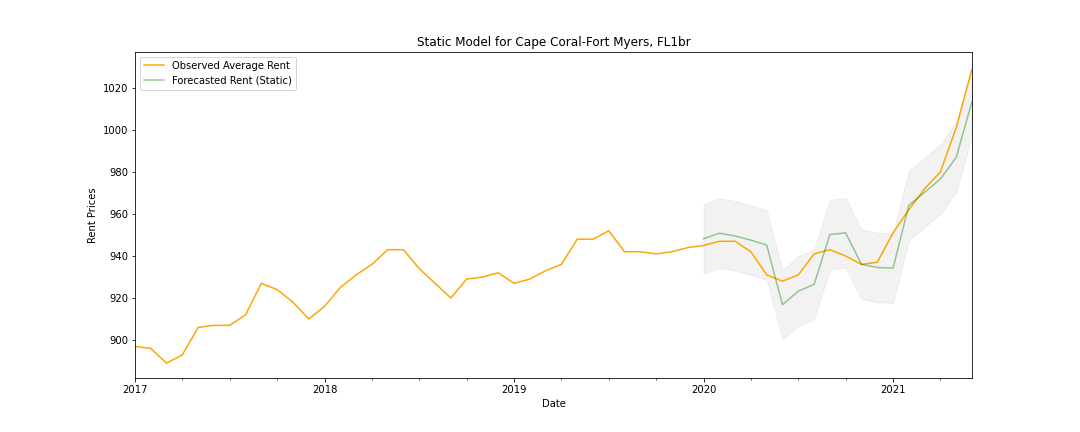 Static Model for Cape Coral-Fort Myers, FL1br
Observed Average Rent
Forecasted Rent (Static)
1020
1000
980
960
940
920
900
Rent Prices
2017
2018
2019
2020
2021
Date